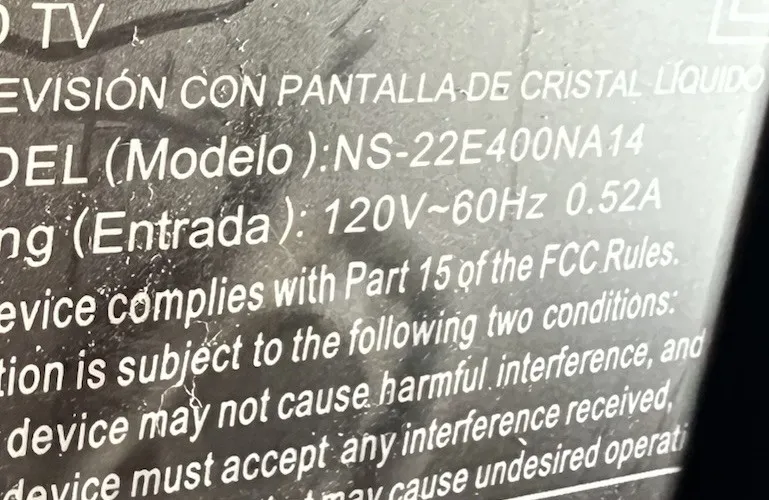 TV
EVISIÓN CON PANTALLA DE CRISTAL LÍQUIDO
DEL (Modelo):NS-22E400NA14
ng (Entrada): 120V~60Hz 0.52A
evice complies with Part 15 of the FCC Rules.
tion is subject to the following two conditions:
device may not cause harmful interference, and
device must accept any interference received,
may cause undesired operati